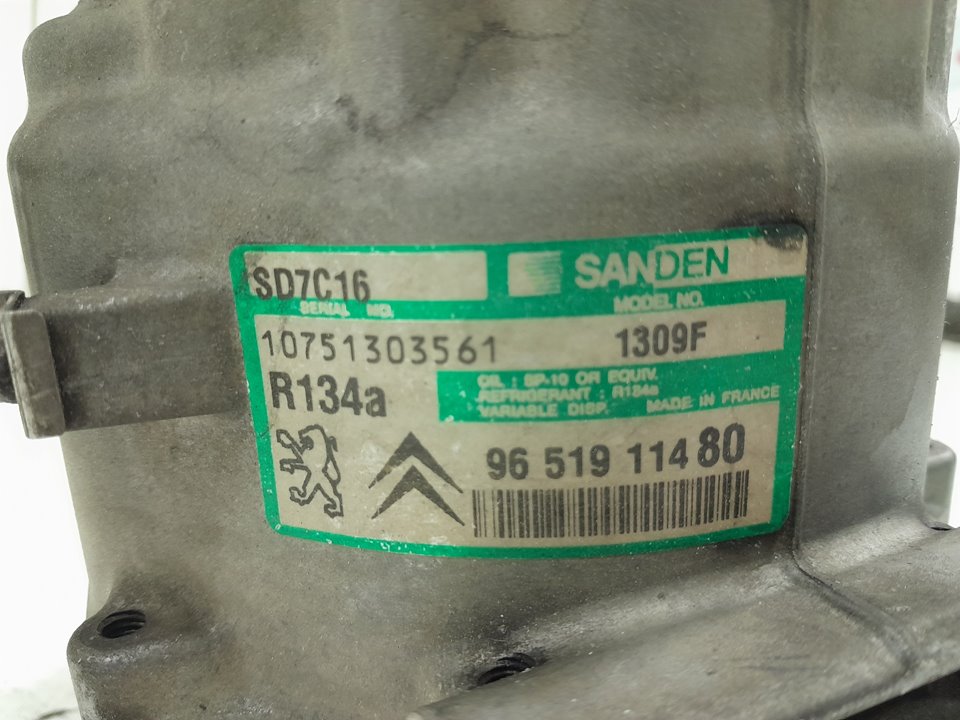 SD7C16
SANDEN
SERIAL NO.
MODEL NO.
10751303561
1309F
R134a
OIL : SP-10 OR EQUIV.
REFRIGERANT : R134a
VARIABLE DISP. MADE IN FRANCE
96 519 114 80